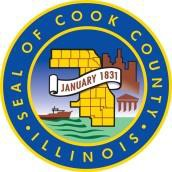 SEAL OF COOK COUNTY
JANUARY 1831
ILLINOIS